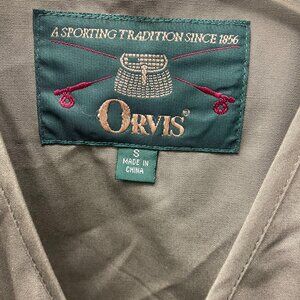 A SPORTING TRADITION SINCE 1856
ORVIS®
S
MADE IN
CHINA